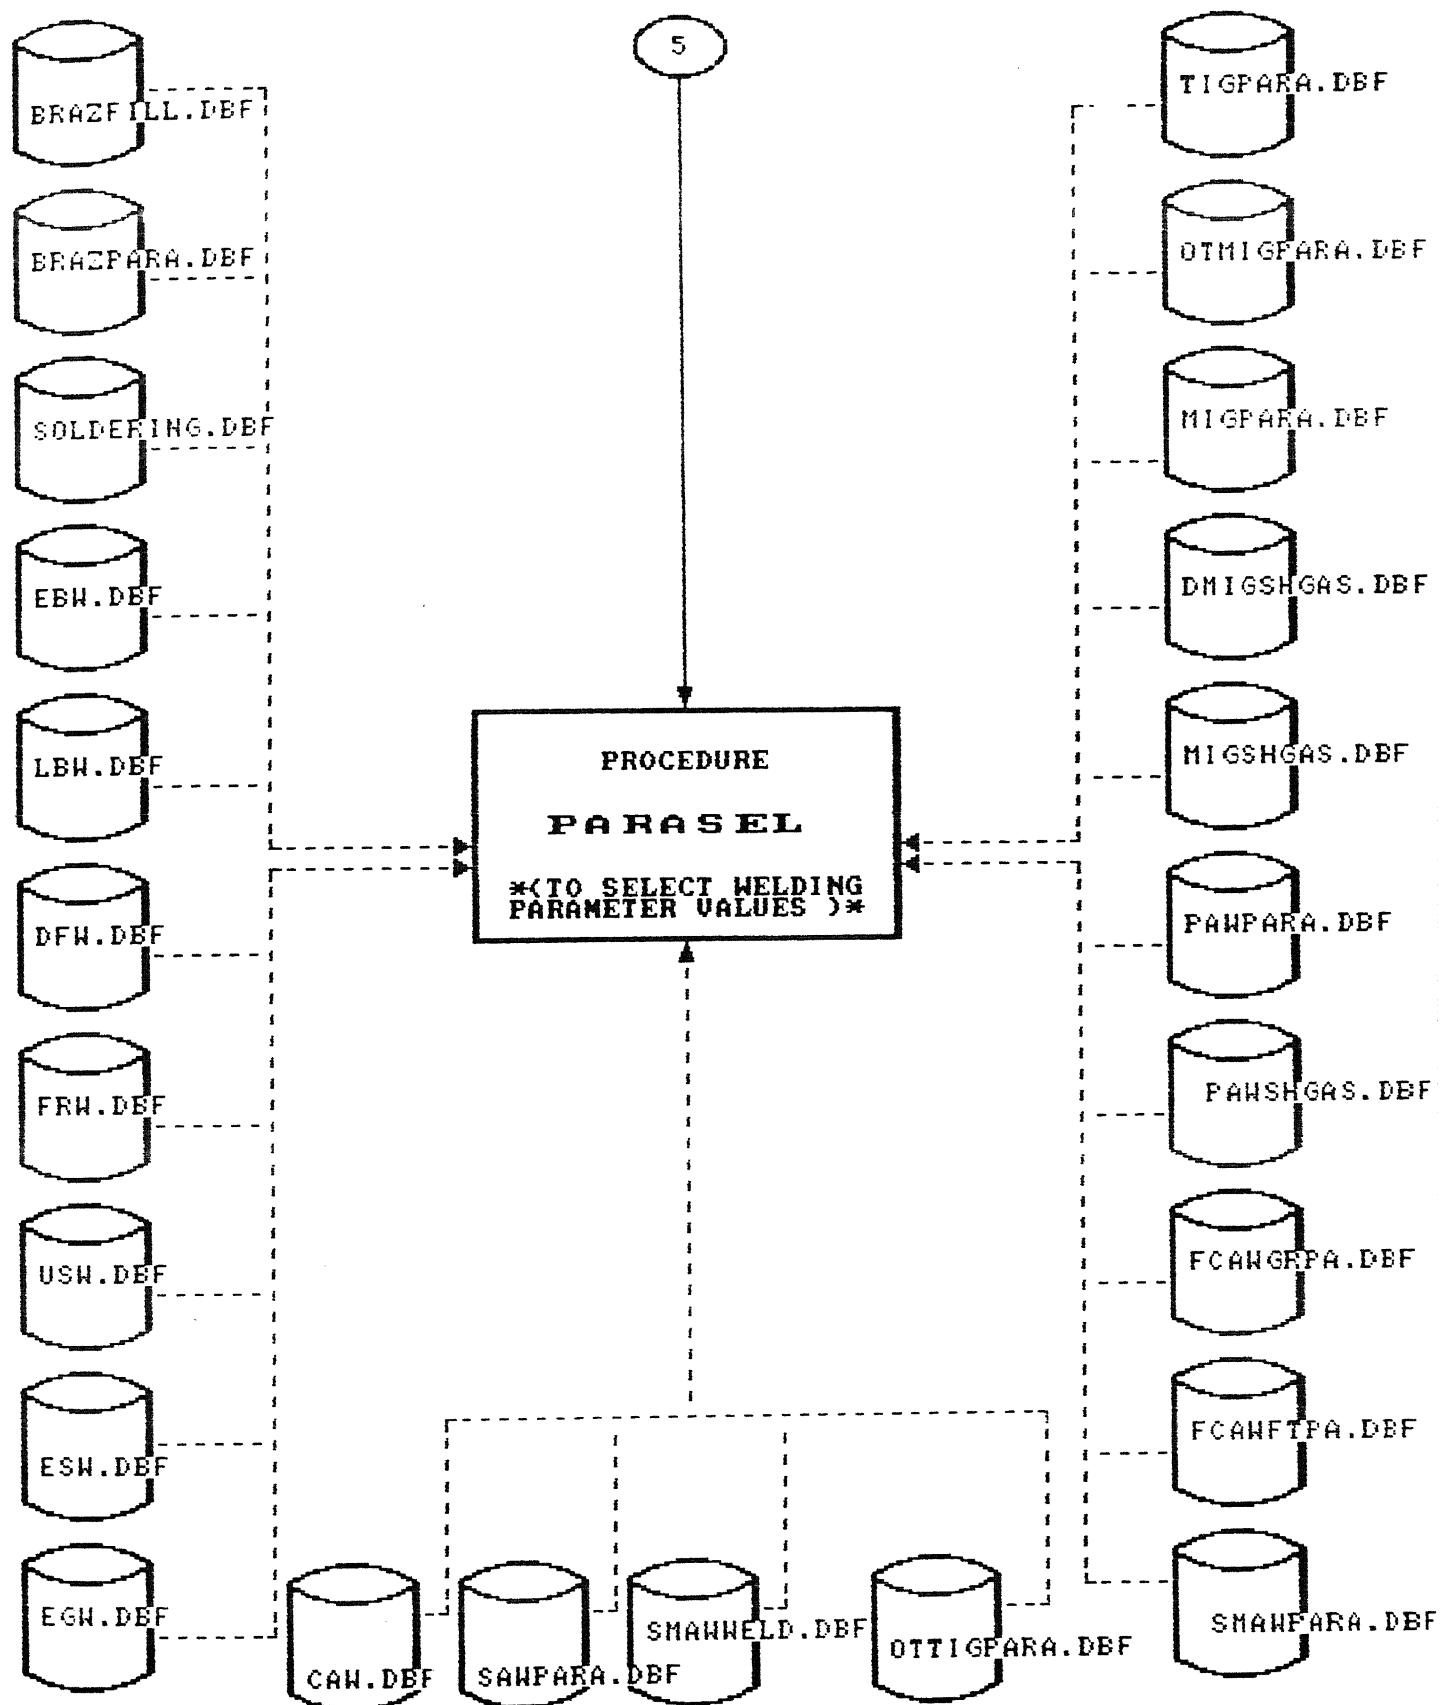 5
BRAZFILL.DBF
BRAZPARA.DBF
SOLDERING.DBF
EBW.DBF
LBW.DBF
DFW.DBF
FRW.DBF
USW.DBF
ESW.DBF
EGW.DBF
PROCEDURE
PARASEL
*(TO SELECT WELDING
PARAMETER VALUES )*
TIGPARA.DBF
OTMIGPARA.DBF
MIGPARA.DBF
DMIGSHGAS.DBF
MIGSHGAS.DBF
PAWPARA.DBF
PAWSHGAS.DBF
FCAWGRPA.DBF
FCAWFTPA.DBF
SMAWPARA.DBF
CAW.DBF
SAWPARA.DBF
SMAWWELD.DBF
OTTIGPARA.DBF